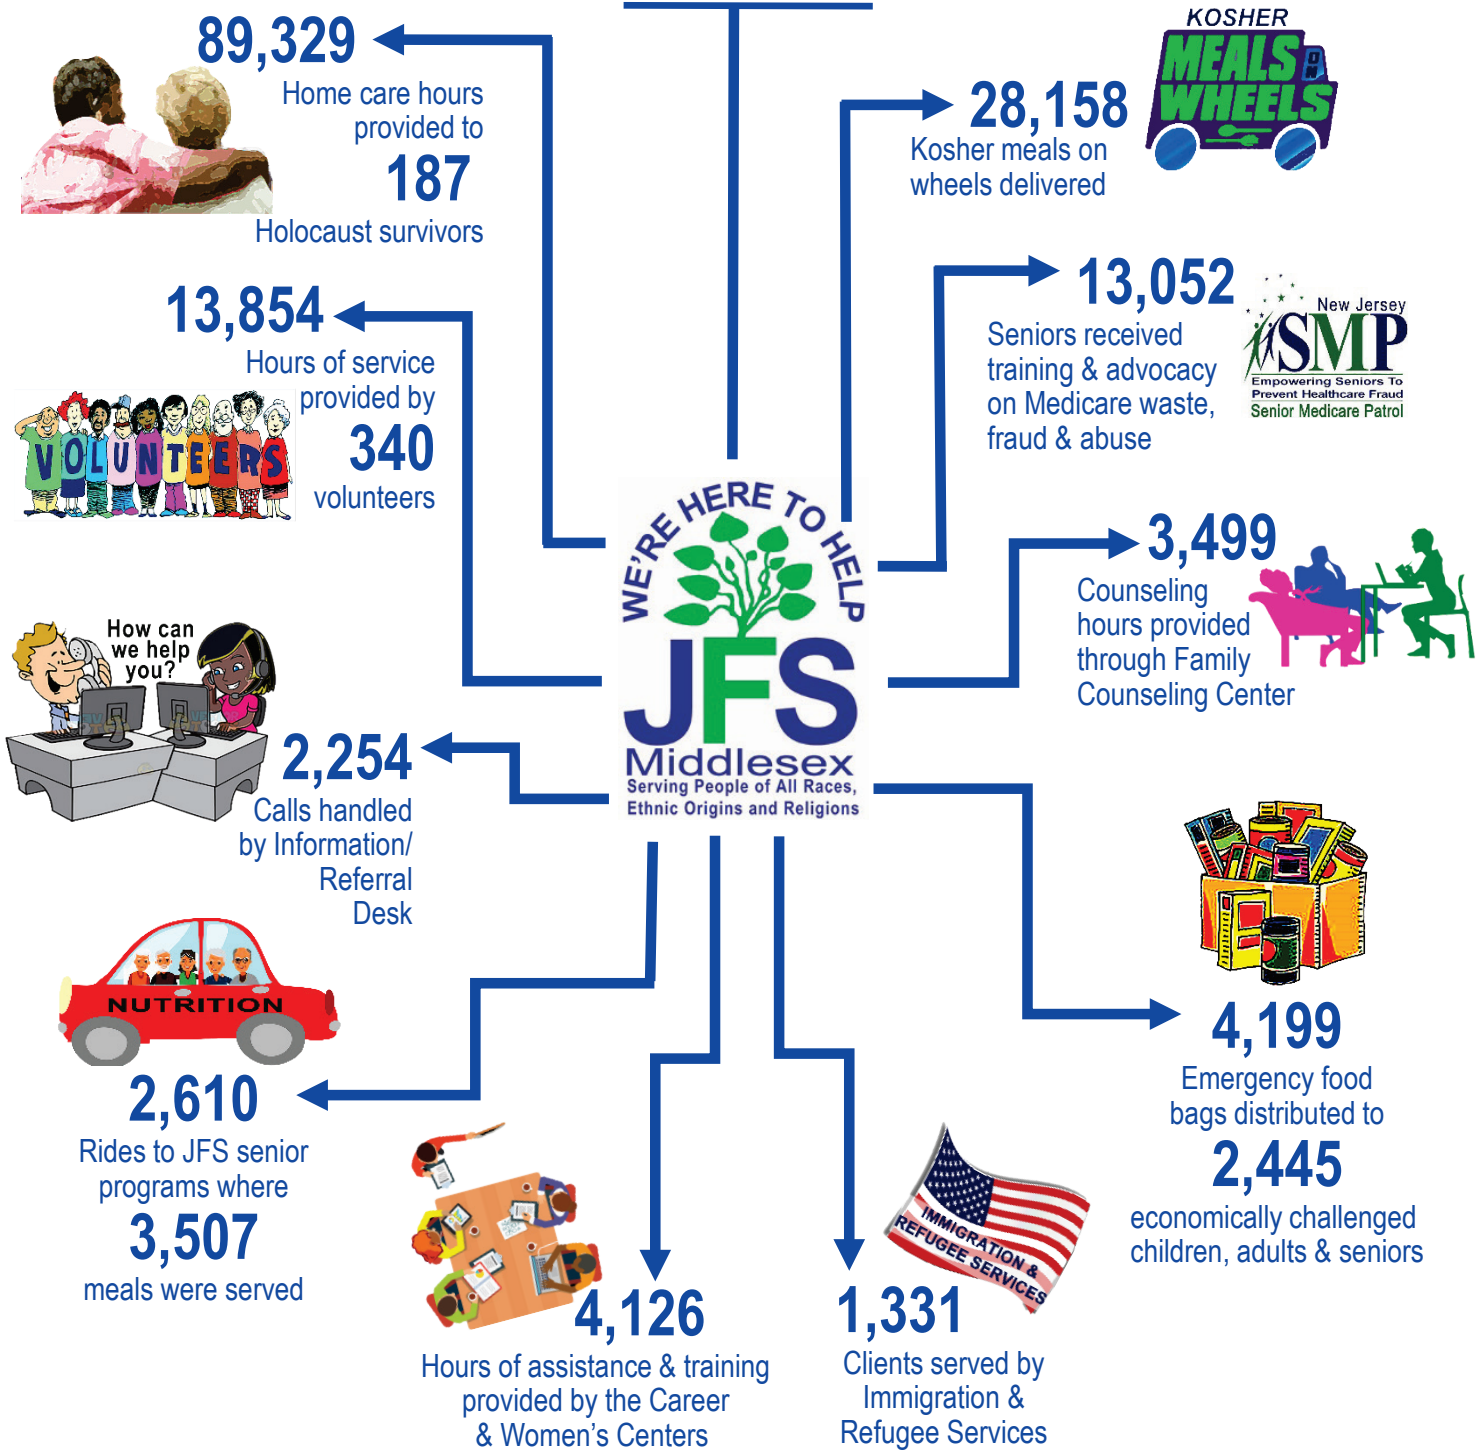 89,329
Home care hours
provided to
187
Holocaust survivors
KOSHER
MEALS ON
WHEELS
28,158
Kosher meals on
wheels delivered
13,854
Hours of service
provided by
340
volunteers
VOLUNTEERS
13,052
Seniors received
training & advocacy
on Medicare waste,
fraud & abuse
New Jersey
SMP
Empowering Seniors To
Prevent Healthcare Fraud
Senior Medicare Patrol
WE'RE HERE TO HELP
JFS
Middlesex
Serving People of All Races,
Ethnic Origins and Religions
3,499
Counseling
hours provided
through Family
Counseling Center
How can
we help
you?
2,254
Calls handled
by Information/
Referral
Desk
NUTRITION
2,610
Rides to JFS senior
programs where
3,507
meals were served
4,199
Emergency food
bags distributed to
2,445
economically challenged
children, adults & seniors
4,126
Hours of assistance & training
provided by the Career
& Women's Centers
IMMIGRATION &
REFUGEE SERVICES
1,331
Clients served by
Immigration &
Refugee Services